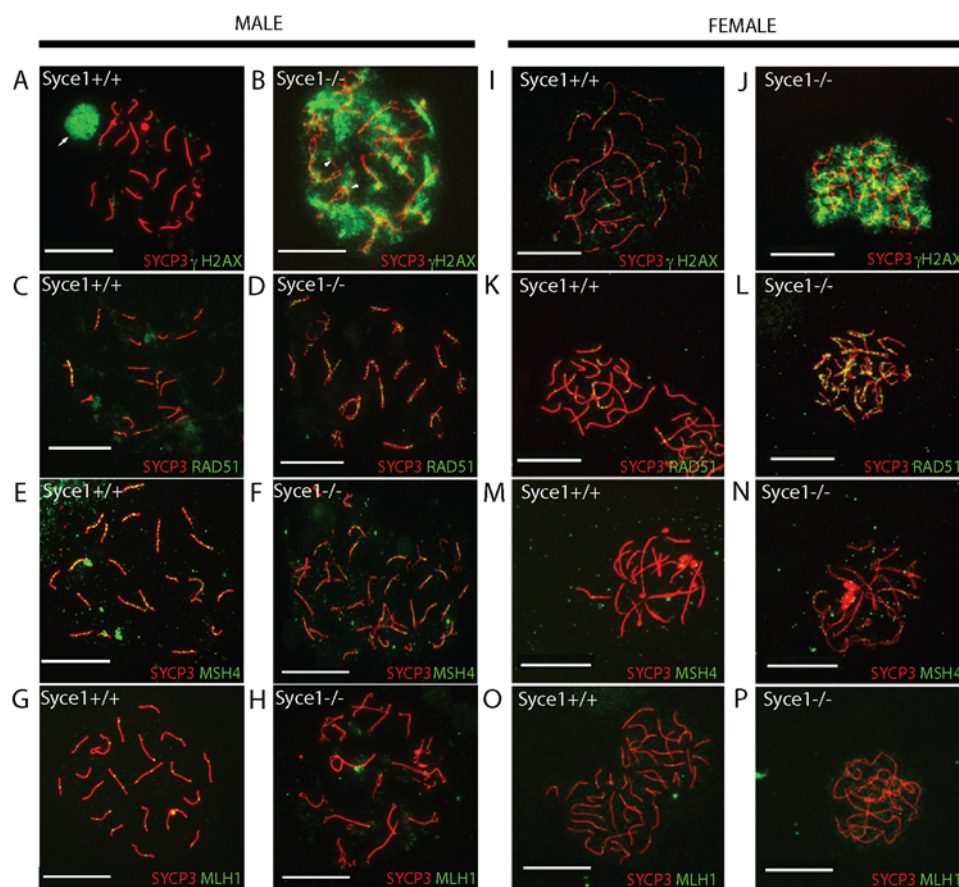 MALE
FEMALE
A Syce1+/+
SYCP3 γ H2AX
B Syce1-/-
SYCP3 γH2AX
I Syce1+/+
SYCP3 γ H2AX
J Syce1-/-
SYCP3 γH2AX
C Syce1+/+
SYCP3 RAD51
D Syce1-/-
SYCP3 RAD51
K Syce1+/+
SYCP3 RAD51
L Syce1-/-
SYCP3 RAD51
E Syce1+/+
SYCP3 MSH4
F Syce1-/-
SYCP3 MSH4
M Syce1+/+
SYCP3 MSH4
N Syce1-/-
SYCP3 MSH4
G Syce1+/+
SYCP3 MLH1
H Syce1-/-
SYCP3 MLH1
O Syce1+/+
SYCP3 MLH1
P Syce1-/-
SYCP3 MLH1